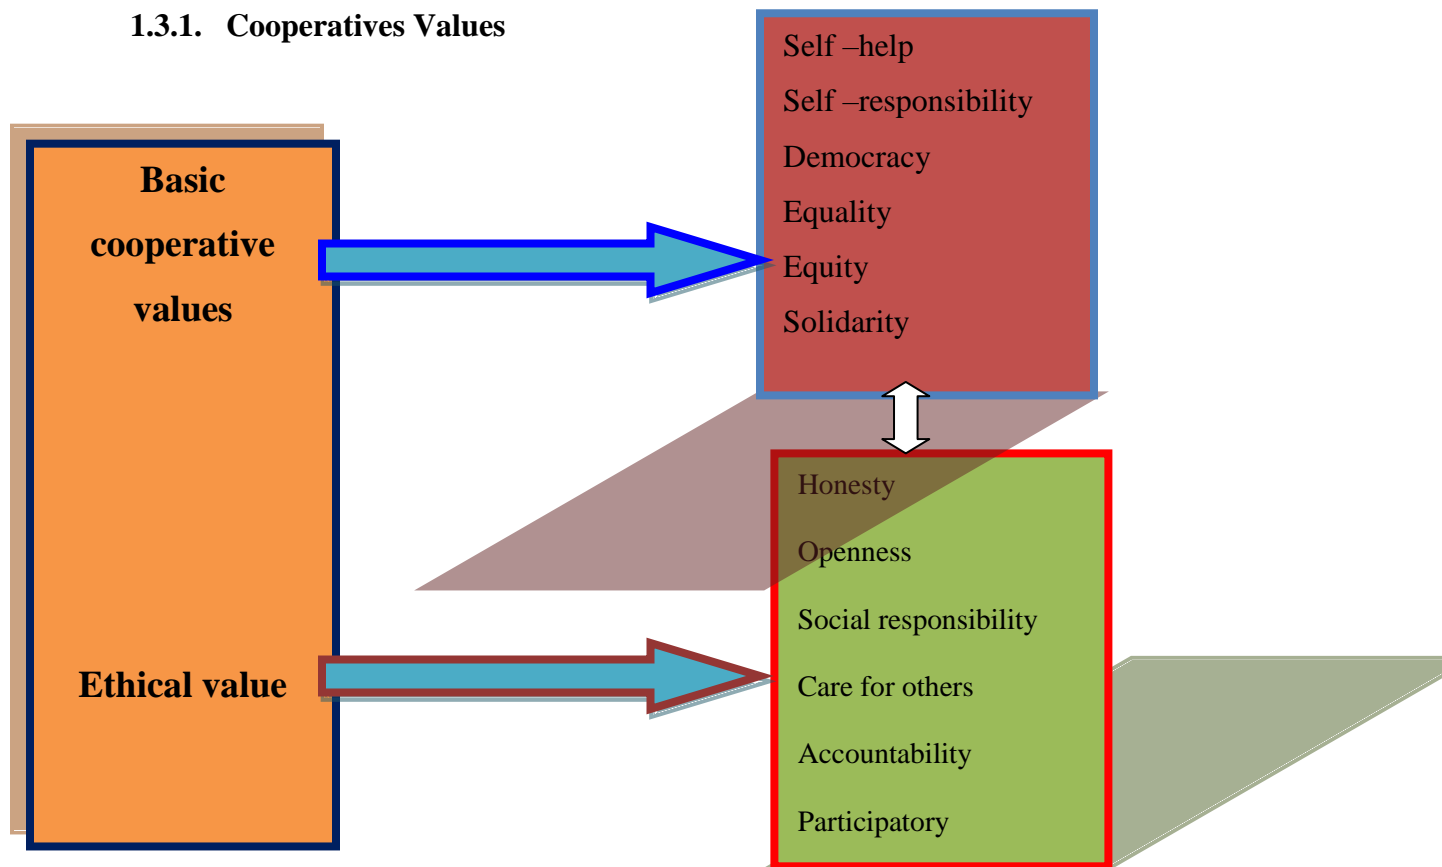 1.3.1. Cooperatives Values
Basic
cooperative
values
Ethical value
Self –help
Self –responsibility
Democracy
Equality
Equity
Solidarity
Honesty
Openness
Social responsibility
Care for others
Accountability
Participatory